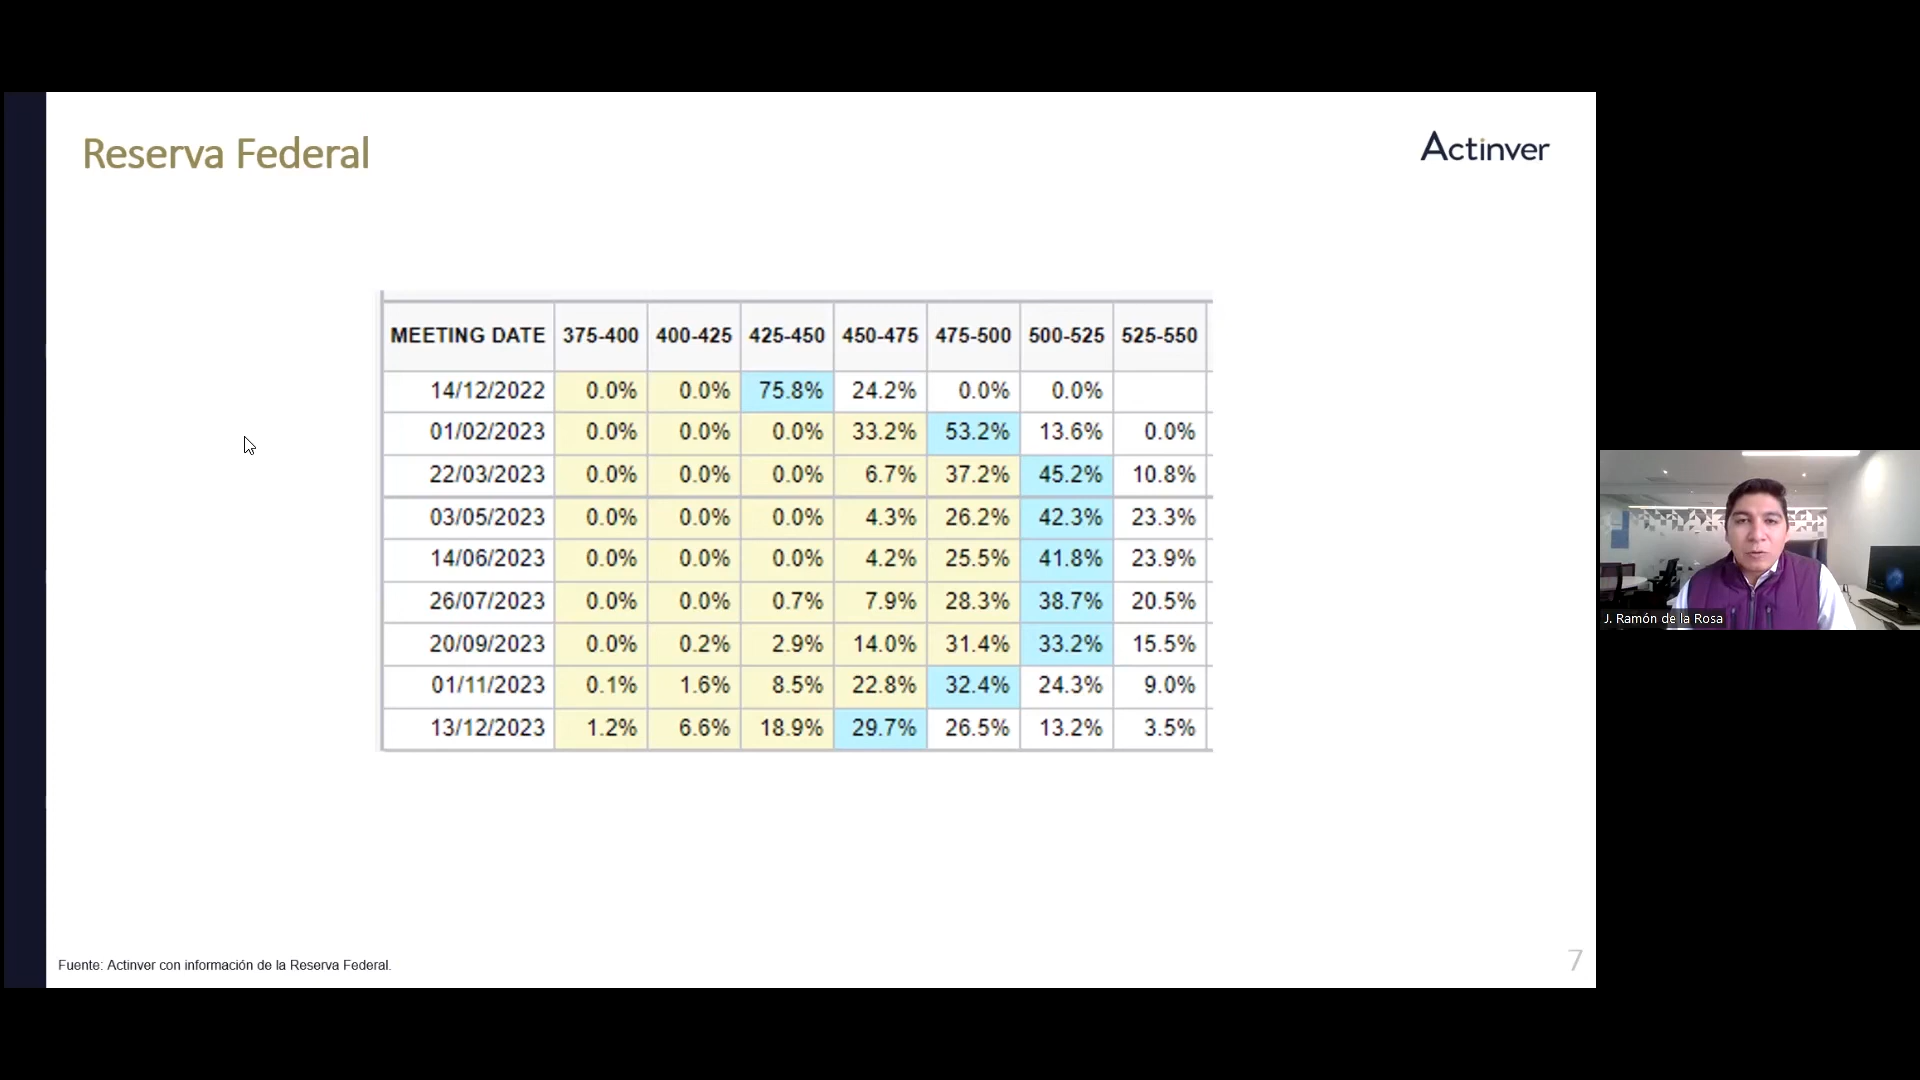 Reserva Federal
Actinver
MEETING DATE 375-400 400-425 425-450 450-475 475-500 500-525 525-550
14/12/2022 0.0% 0.0% 75.8% 24.2% 0.0% 0.0%
01/02/2023 0.0% 0.0% 0.0% 33.2% 53.2% 13.6% 0.0%
22/03/2023 0.0% 0.0% 0.0% 6.7% 37.2% 45.2% 10.8%
03/05/2023 0.0% 0.0% 0.0% 4.3% 26.2% 42.3% 23.3%
14/06/2023 0.0% 0.0% 0.0% 4.2% 25.5% 41.8% 23.9%
26/07/2023 0.0% 0.0% 0.7% 7.9% 28.3% 38.7% 20.5%
20/09/2023 0.0% 0.2% 2.9% 14.0% 31.4% 33.2% 15.5%
01/11/2023 0.1% 1.6% 8.5% 22.8% 32.4% 24.3% 9.0%
13/12/2023 1.2% 6.6% 18.9% 29.7% 26.5% 13.2% 3.5%
J. Ramón de la Rosa
Fuente: Actinver con información de la Reserva Federal.
7